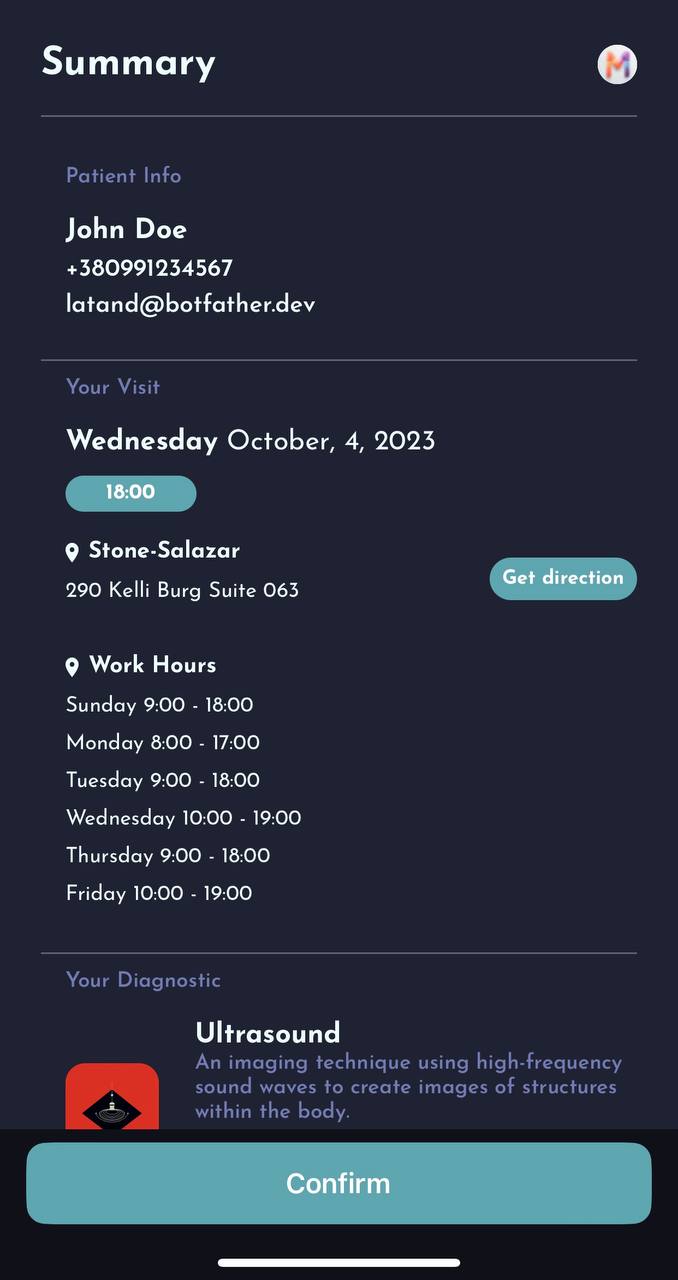 Summary
Patient Info
John Doe
+380991234567
latand@botfather.dev
Your Visit
Wednesday October, 4, 2023
18:00
Stone-Salazar
290 Kelli Burg Suite 063
Get direction
Work Hours
Sunday 9:00 - 18:00
Monday 8:00 - 17:00
Tuesday 9:00 - 18:00
Wednesday 10:00 - 19:00
Thursday 9:00 - 18:00
Friday 10:00 - 19:00
Your Diagnostic
Ultrasound
An imaging technique using high-frequency
sound waves to create images of structures
within the body.
Confirm